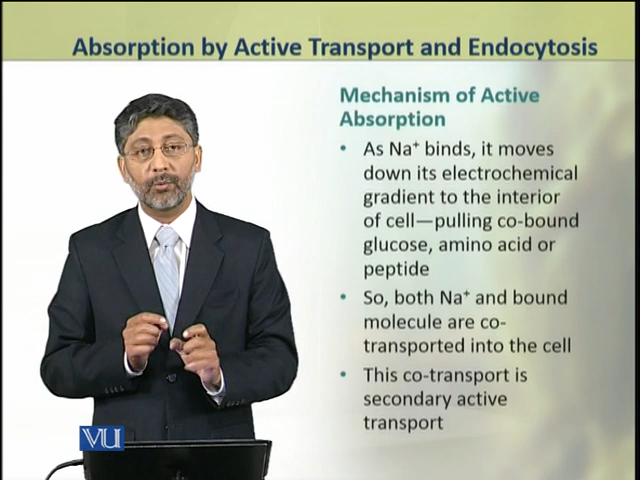 Absorption by Active Transport and Endocytosis
Mechanism of Active
Absorption
• As Na⁺ binds, it moves
down its electrochemical
gradient to the interior
of cell—pulling co-bound
glucose, amino acid or
peptide
• So, both Na⁺ and bound
molecule are co-
transported into the cell
• This co-transport is
secondary active
transport
VU